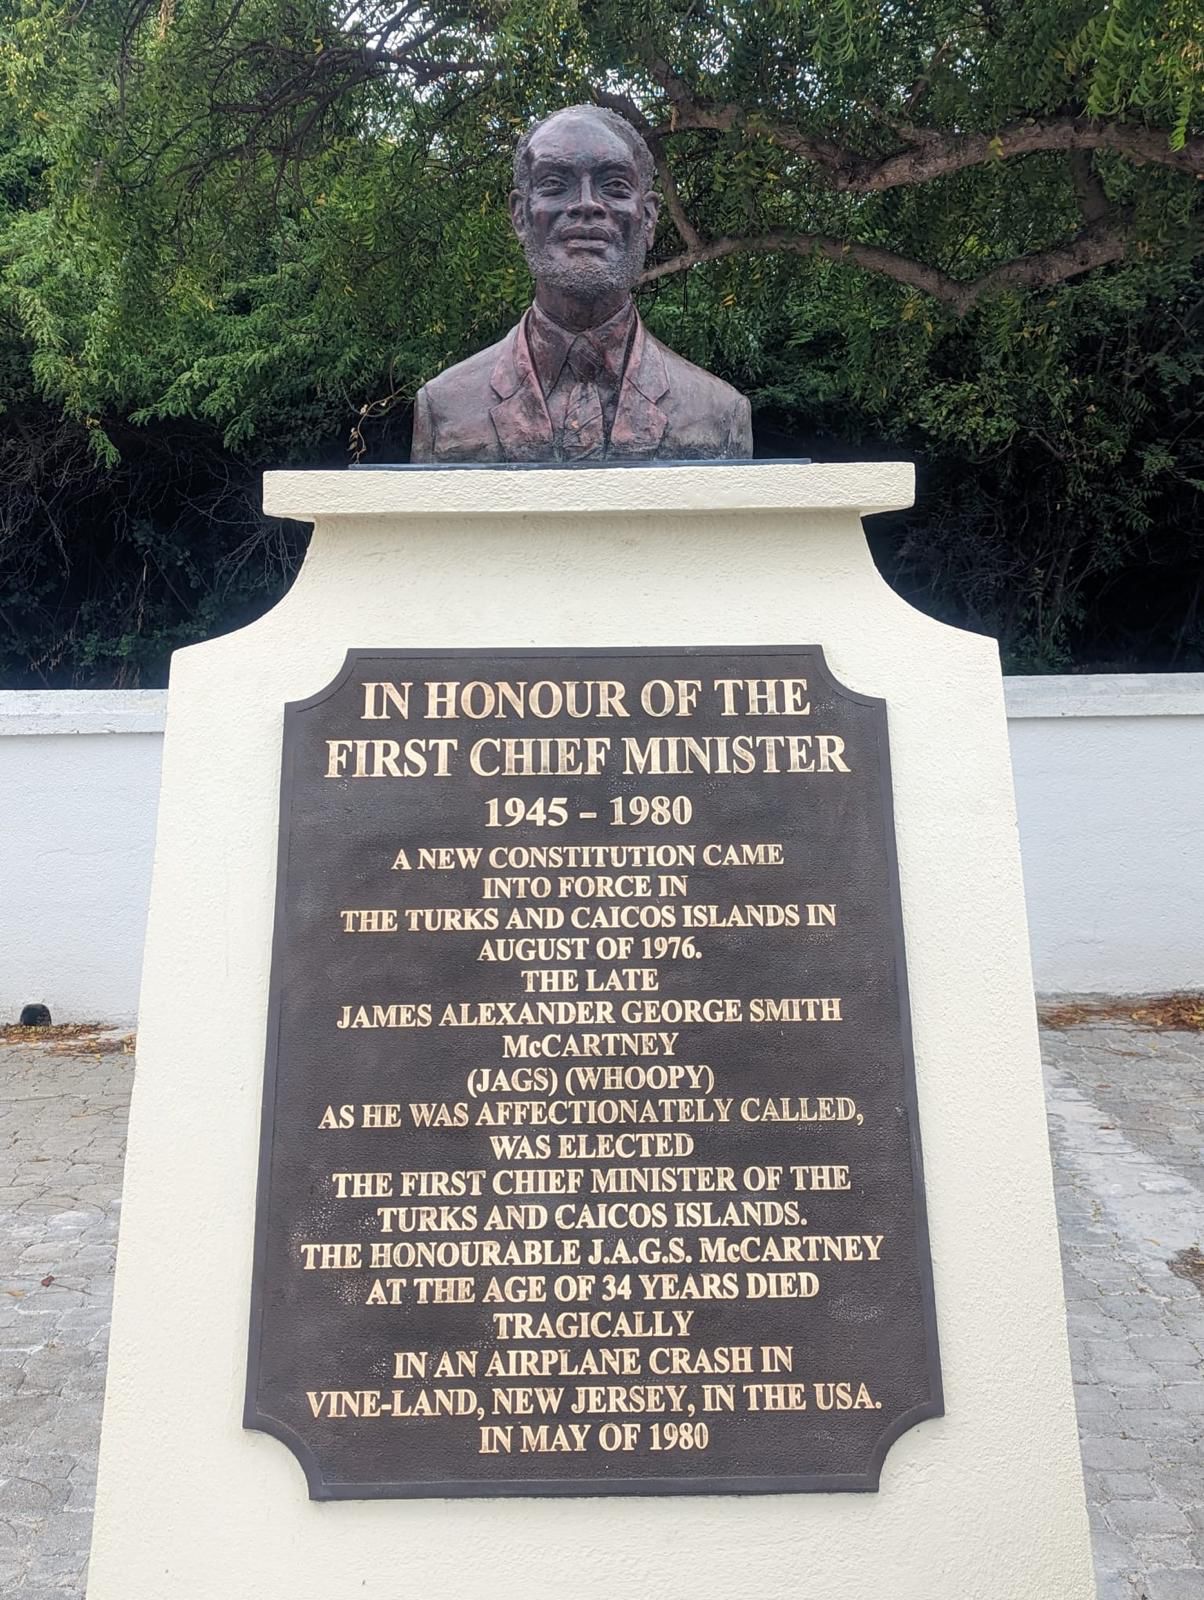 IN HONOUR OF THE
FIRST CHIEF MINISTER
1945 - 1980
A NEW CONSTITUTION CAME
INTO FORCE IN
THE TURKS AND CAICOS ISLANDS IN
AUGUST OF 1976.
THE LATE
JAMES ALEXANDER GEORGE SMITH
McCARTNEY
(JAGS) (WHOOPY)
AS HE WAS AFFECTIONATELY CALLED,
WAS ELECTED
THE FIRST CHIEF MINISTER OF THE
TURKS AND CAICOS ISLANDS.
THE HONOURABLE J.A.G.S. McCARTNEY
AT THE AGE OF 34 YEARS DIED
TRAGICALLY
IN AN AIRPLANE CRASH IN
VINE-LAND, NEW JERSEY, IN THE USA.
IN MAY OF 1980